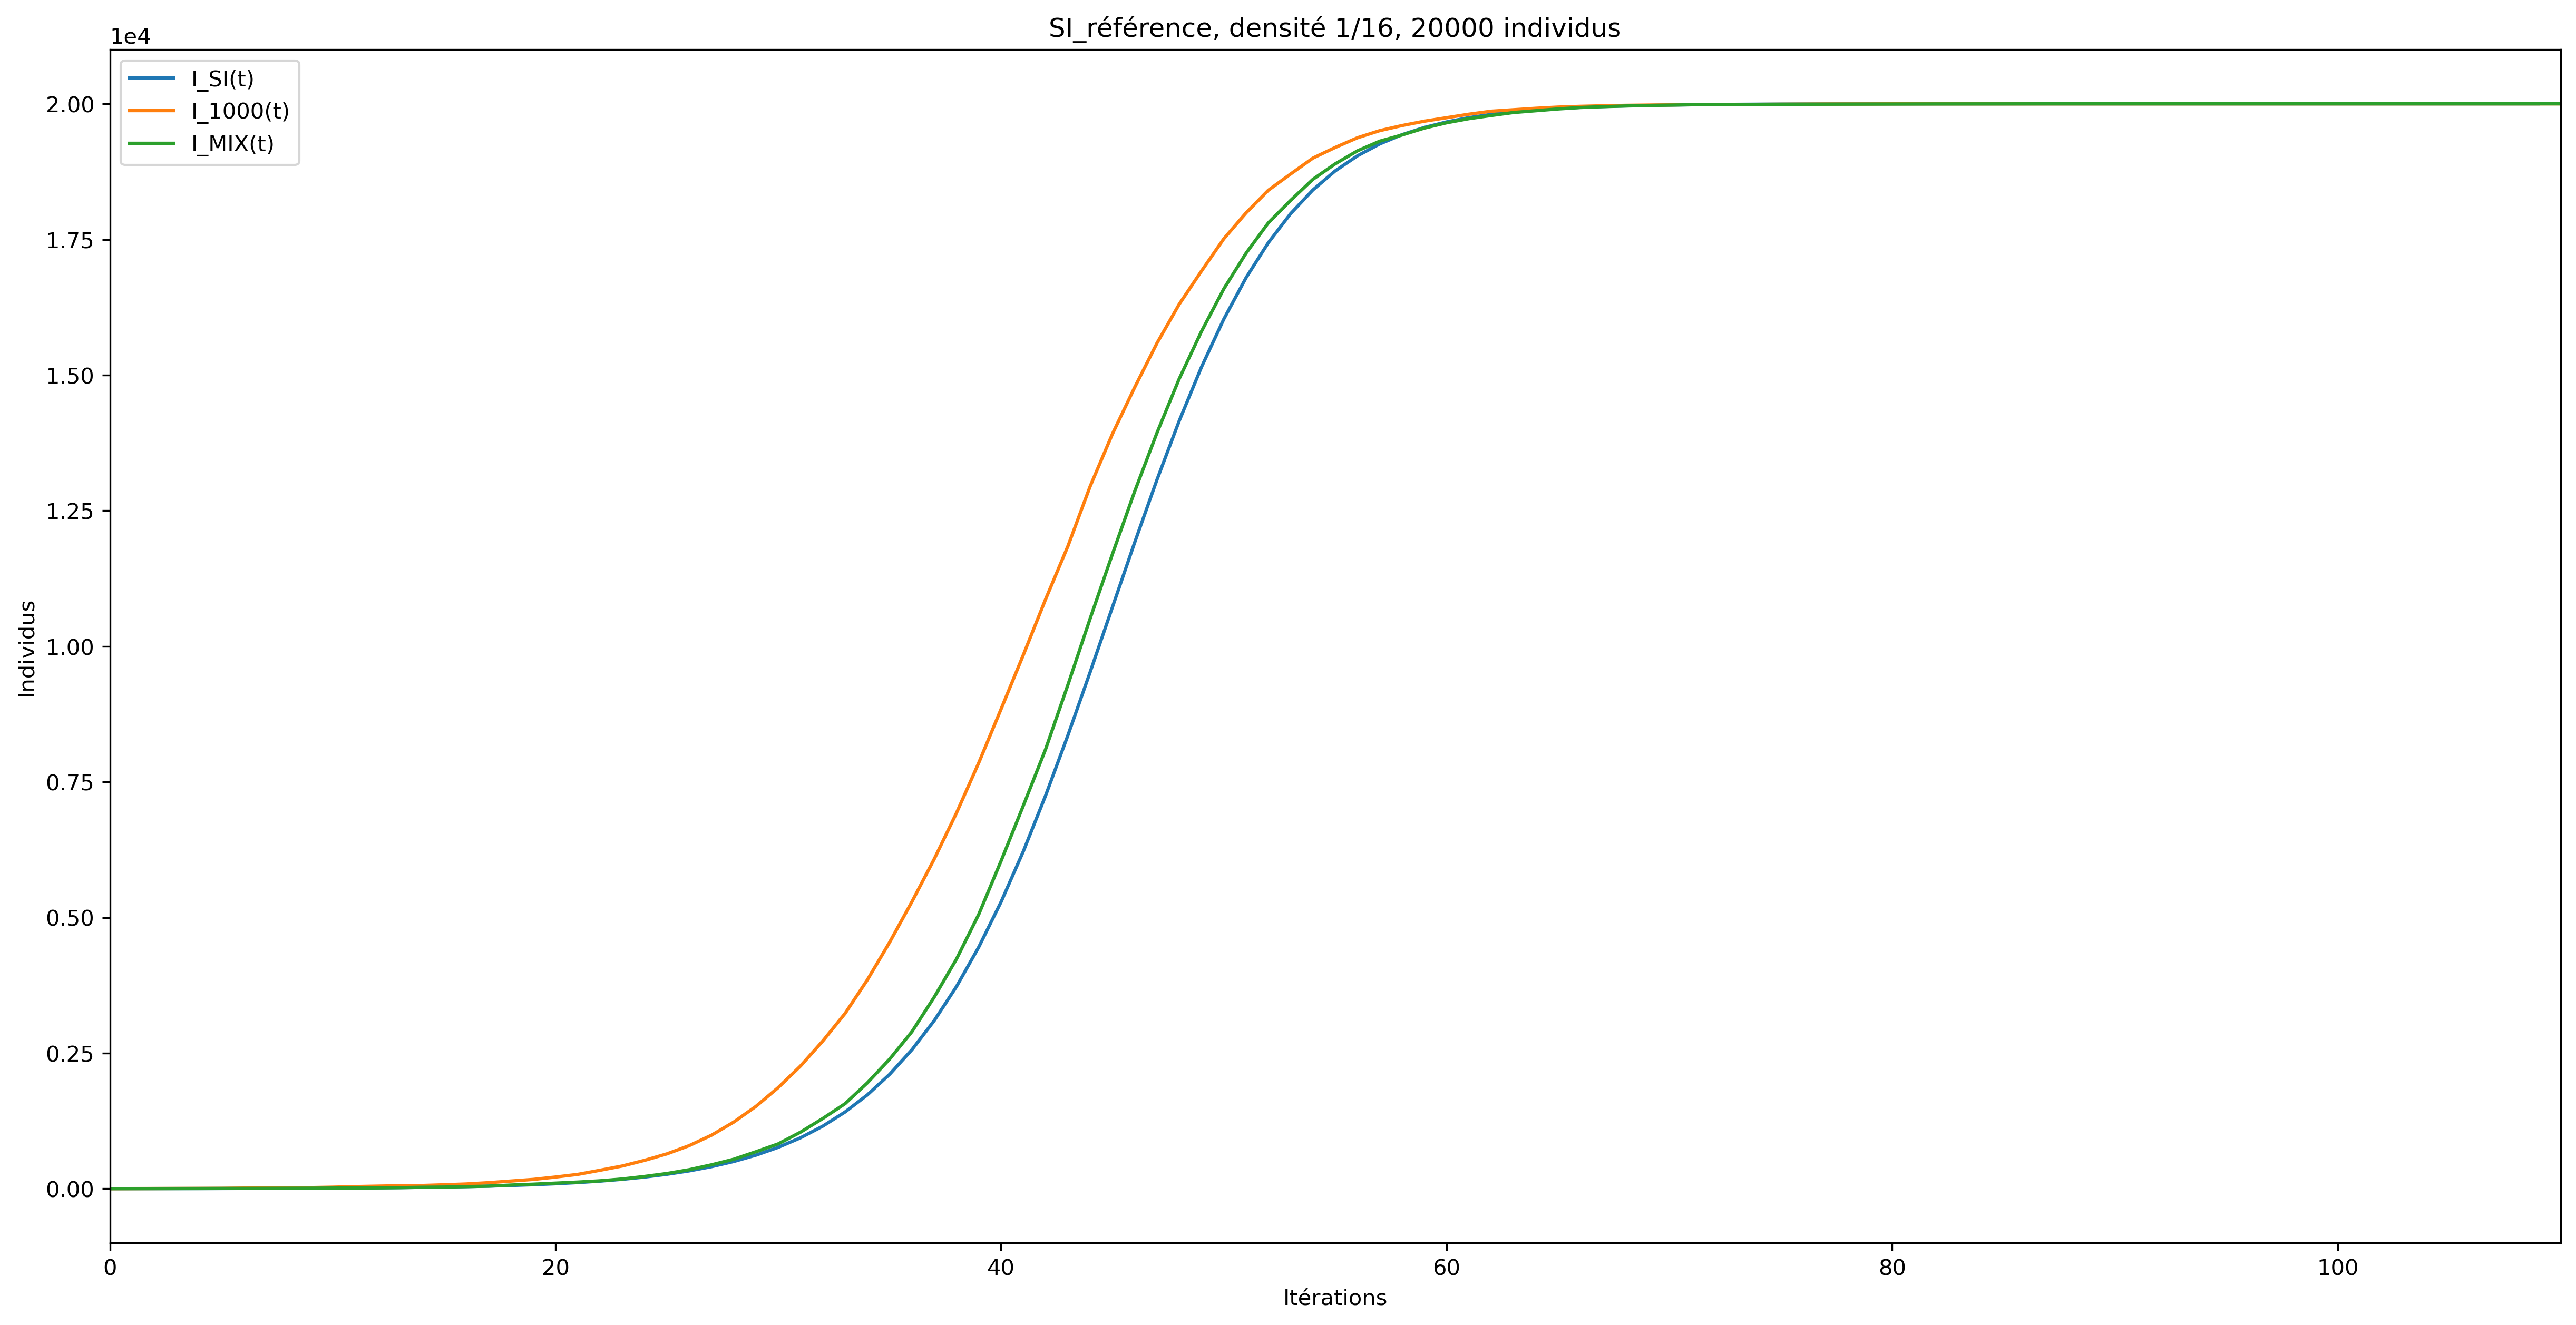 SI_référence, densité 1/16, 20000 individus
1e4
I_SI(t)
I_1000(t)
I_MIX(t)
2.00
1.75
1.50
1.25
1.00
0.75
0.50
0.25
0.00
Individus
0 20 40 60 80 100
Itérations